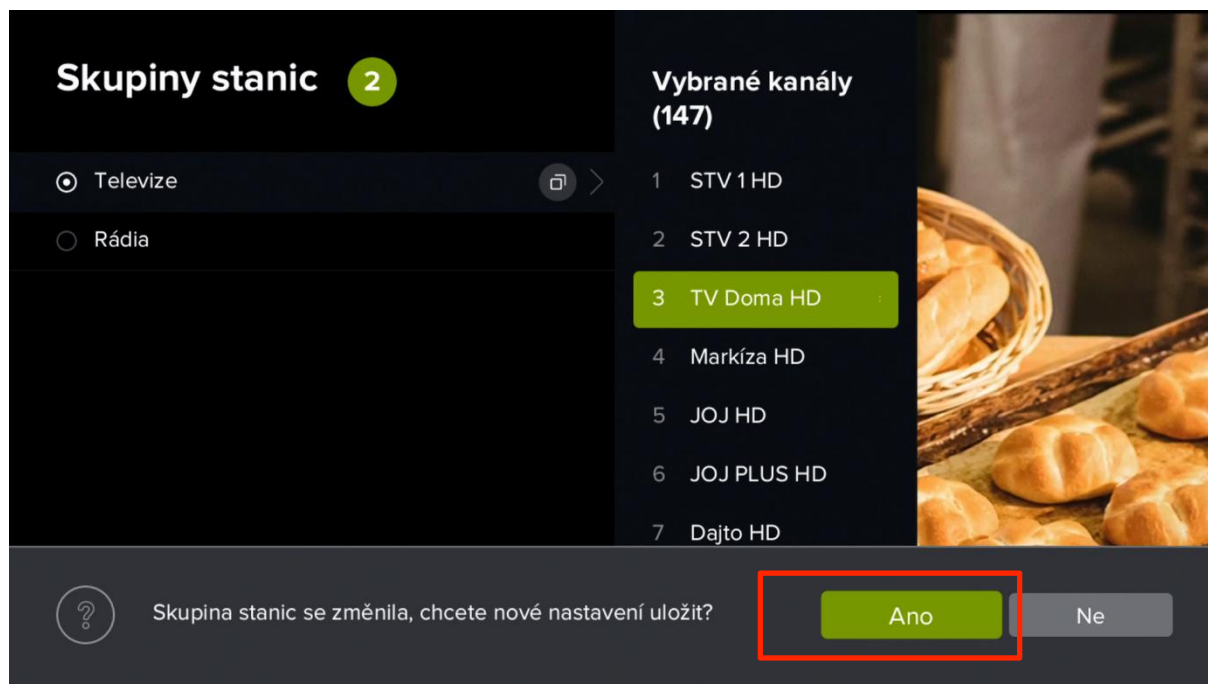 Skupiny stanic 2
Televize
Rádia
Vybrané kanály
(147)
1 STV 1 HD
2 STV 2 HD
3 TV Doma HD
4 Markíza HD
5 JOJ HD
6 JOJ PLUS HD
7 Dajto HD
? Skupina stanic se změnila, chcete nové nastavení uložit?
Ano
Ne